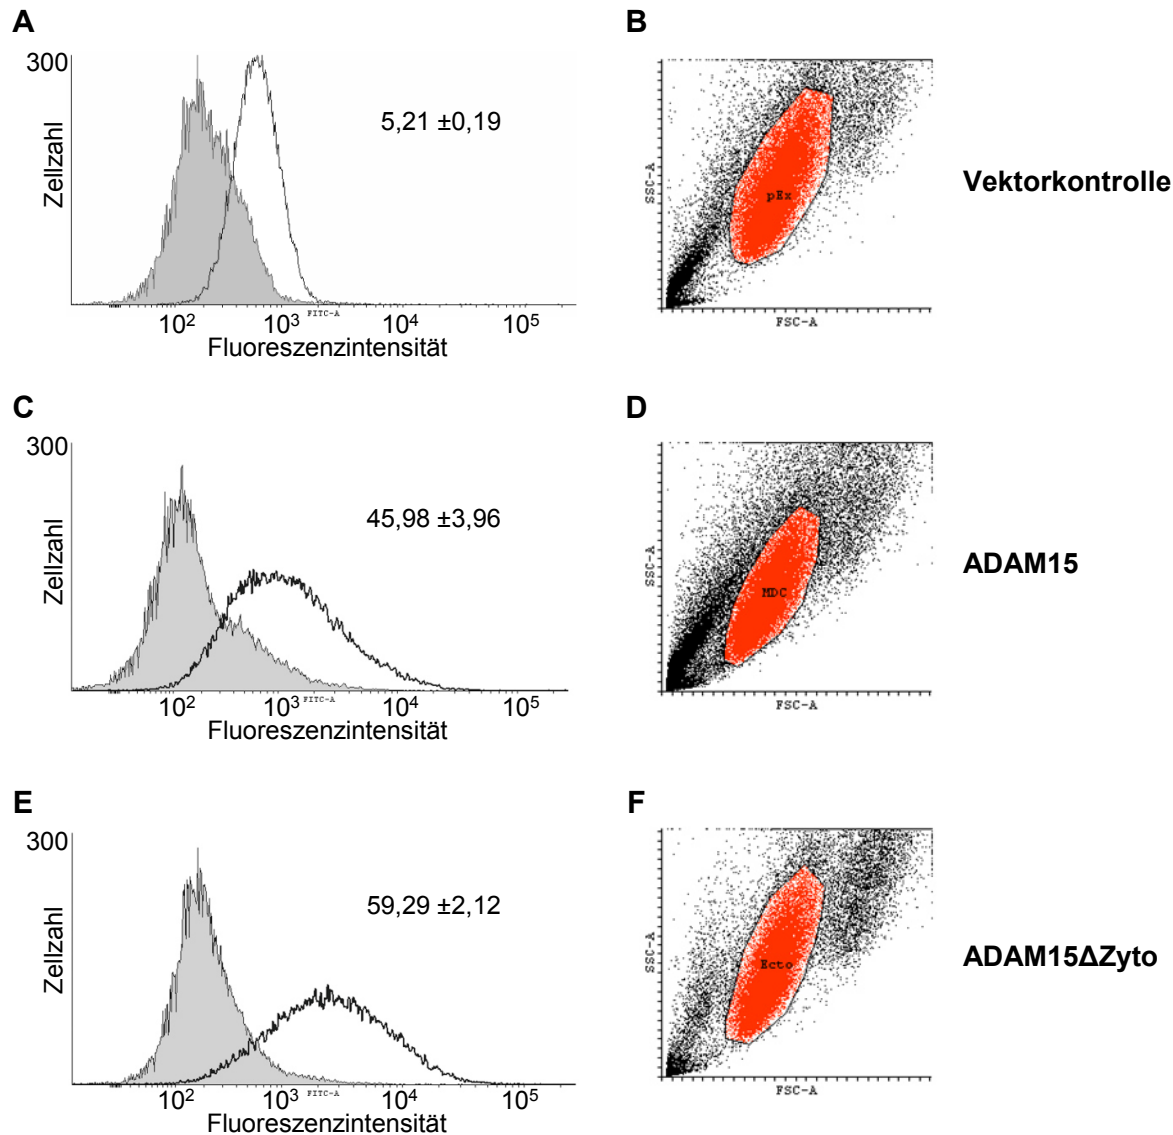 A
300
Zellzahl
5,21 ±0,19
10² 10³ FITC-A 10⁴ 10⁵
Fluoreszenzintensität
B
SSC-A
pEx
FSC-A
Vektorkontrolle
C
300
Zellzahl
45,98 ±3,96
10² 10³ FITC-A 10⁴ 10⁵
Fluoreszenzintensität
D
SSC-A
MDC
FSC-A
ADAM15
E
300
Zellzahl
59,29 ±2,12
10² 10³ FITC-A 10⁴ 10⁵
Fluoreszenzintensität
F
SSC-A
Ecto
FSC-A
ADAM15ΔZyto